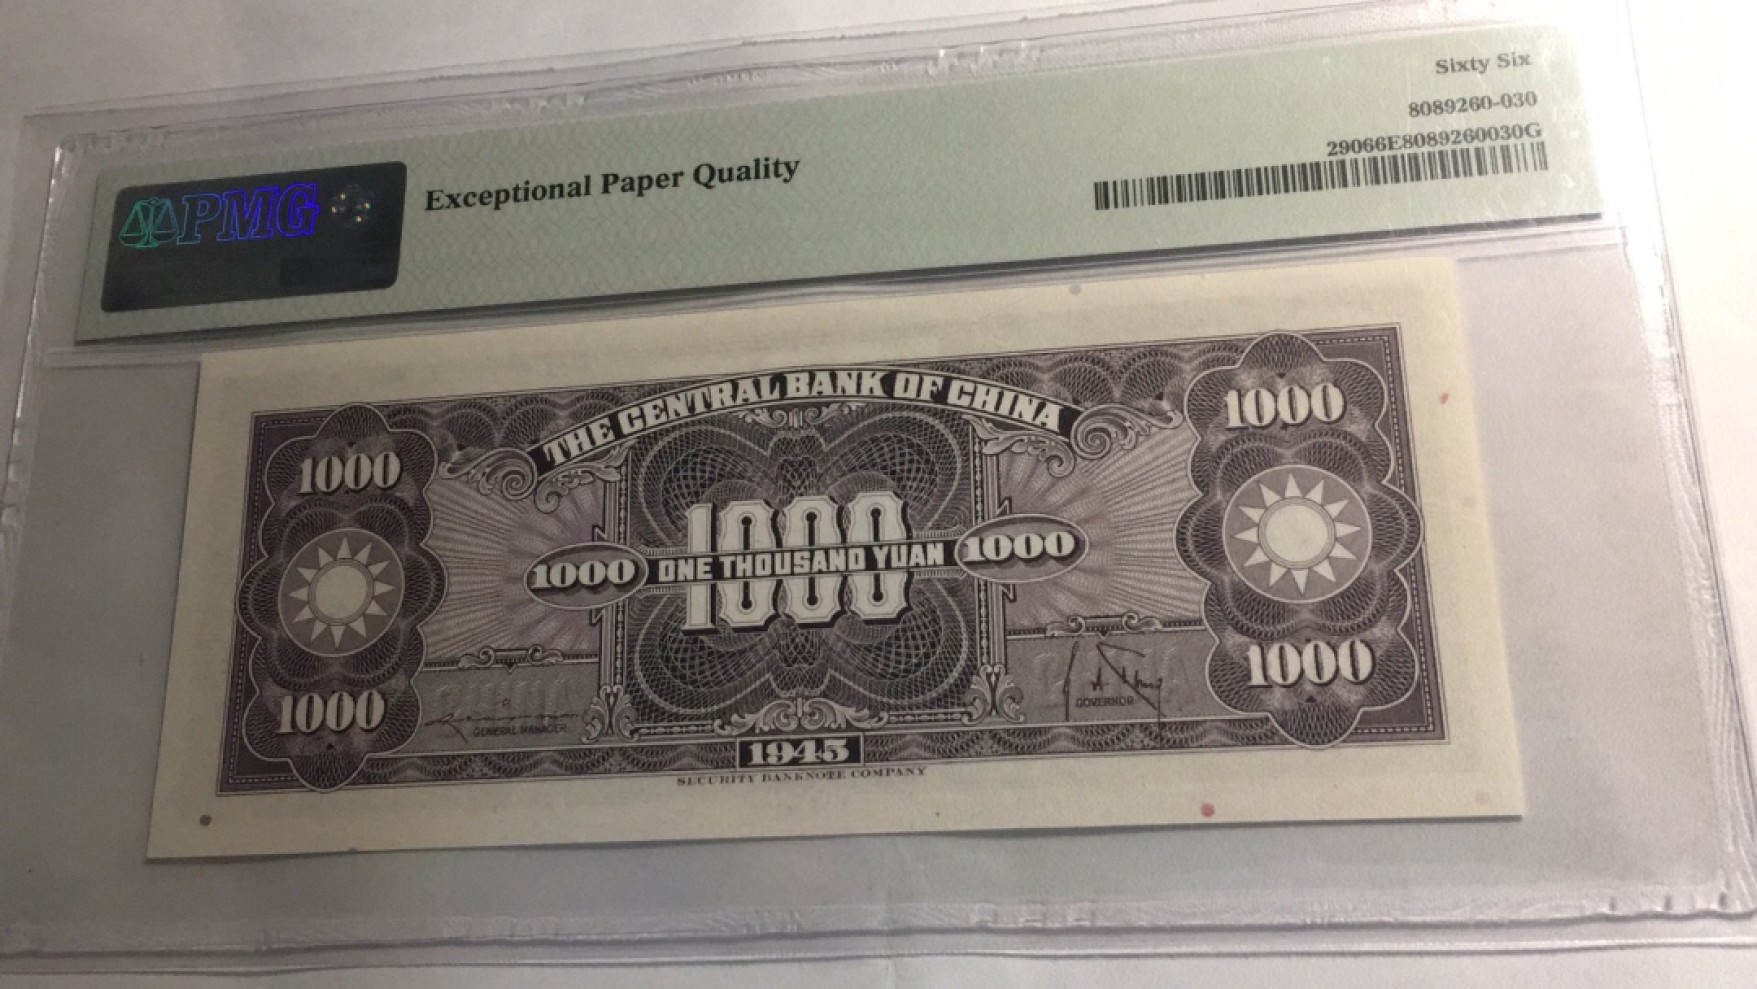 Sixty Six
8089260-030
29066E8089260030G
PMG
Exceptional Paper Quality
THE CENTRAL BANK OF CHINA
1000
1000
1000
1000 ONE THOUSAND YUAN 1000
1000
1000
GENERAL MANAGER
GOVERNOR
1945
SECURITY BANKNOTE COMPANY